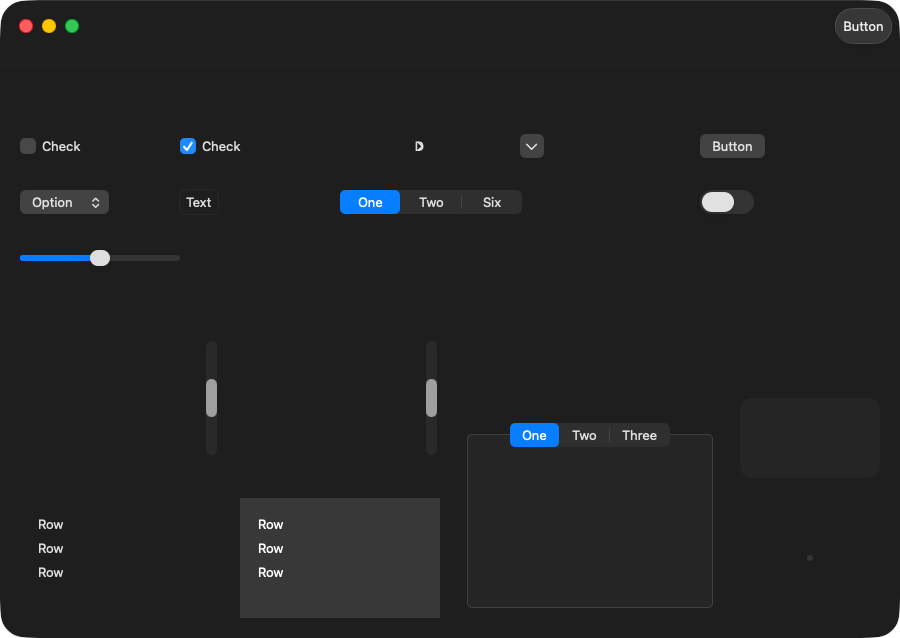 Button
Check
Check
Button
Option
Text
One Two Six
One Two Three
Row
Row
Row
Row
Row
Row